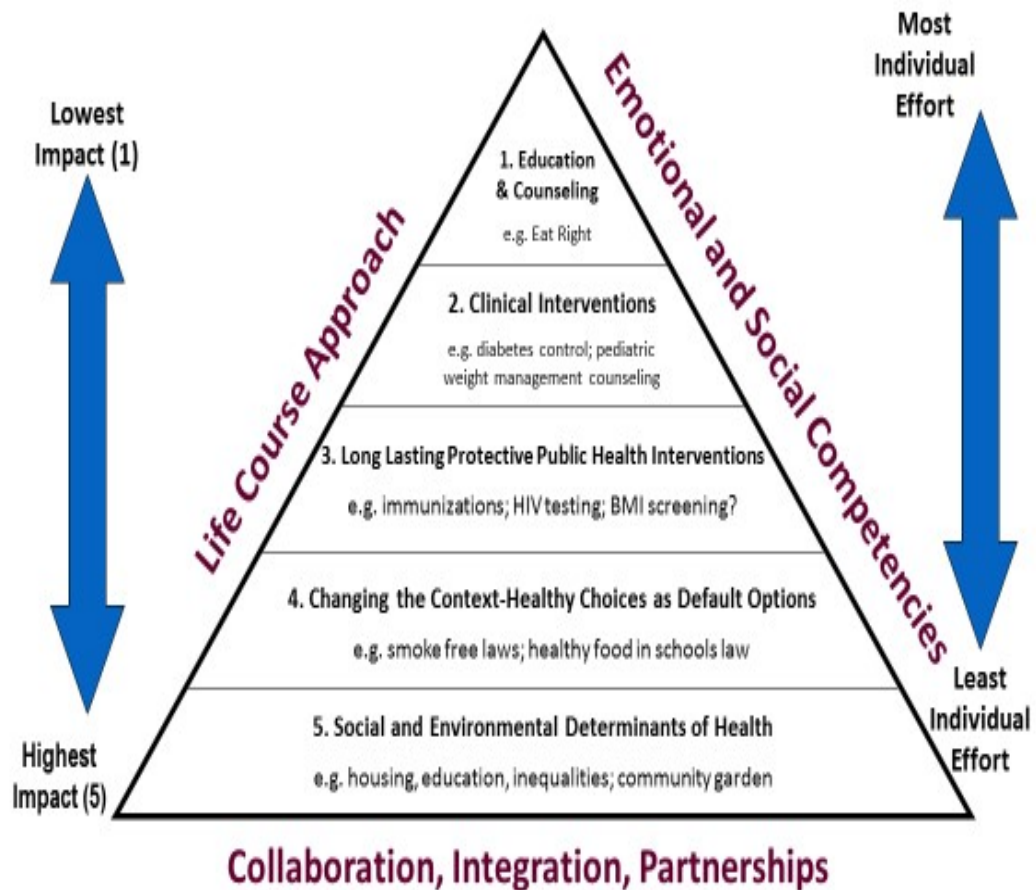 Most
Individual
Effort
Lowest
Impact (1)
Emotional and Social Competencies
1. Education
& Counseling
e.g. Eat Right
Life Course Approach
2. Clinical Interventions
e.g. diabetes control; pediatric
weight management counseling
3. Long Lasting Protective Public Health Interventions
e.g. immunizations; HIV testing; BMI screening?
4. Changing the Context-Healthy Choices as Default Options
e.g. smoke free laws; healthy food in schools law
Least
Individual
Effort
5. Social and Environmental Determinants of Health
e.g. housing, education, inequalities; community garden
Highest
Impact (5)
Collaboration, Integration, Partnerships